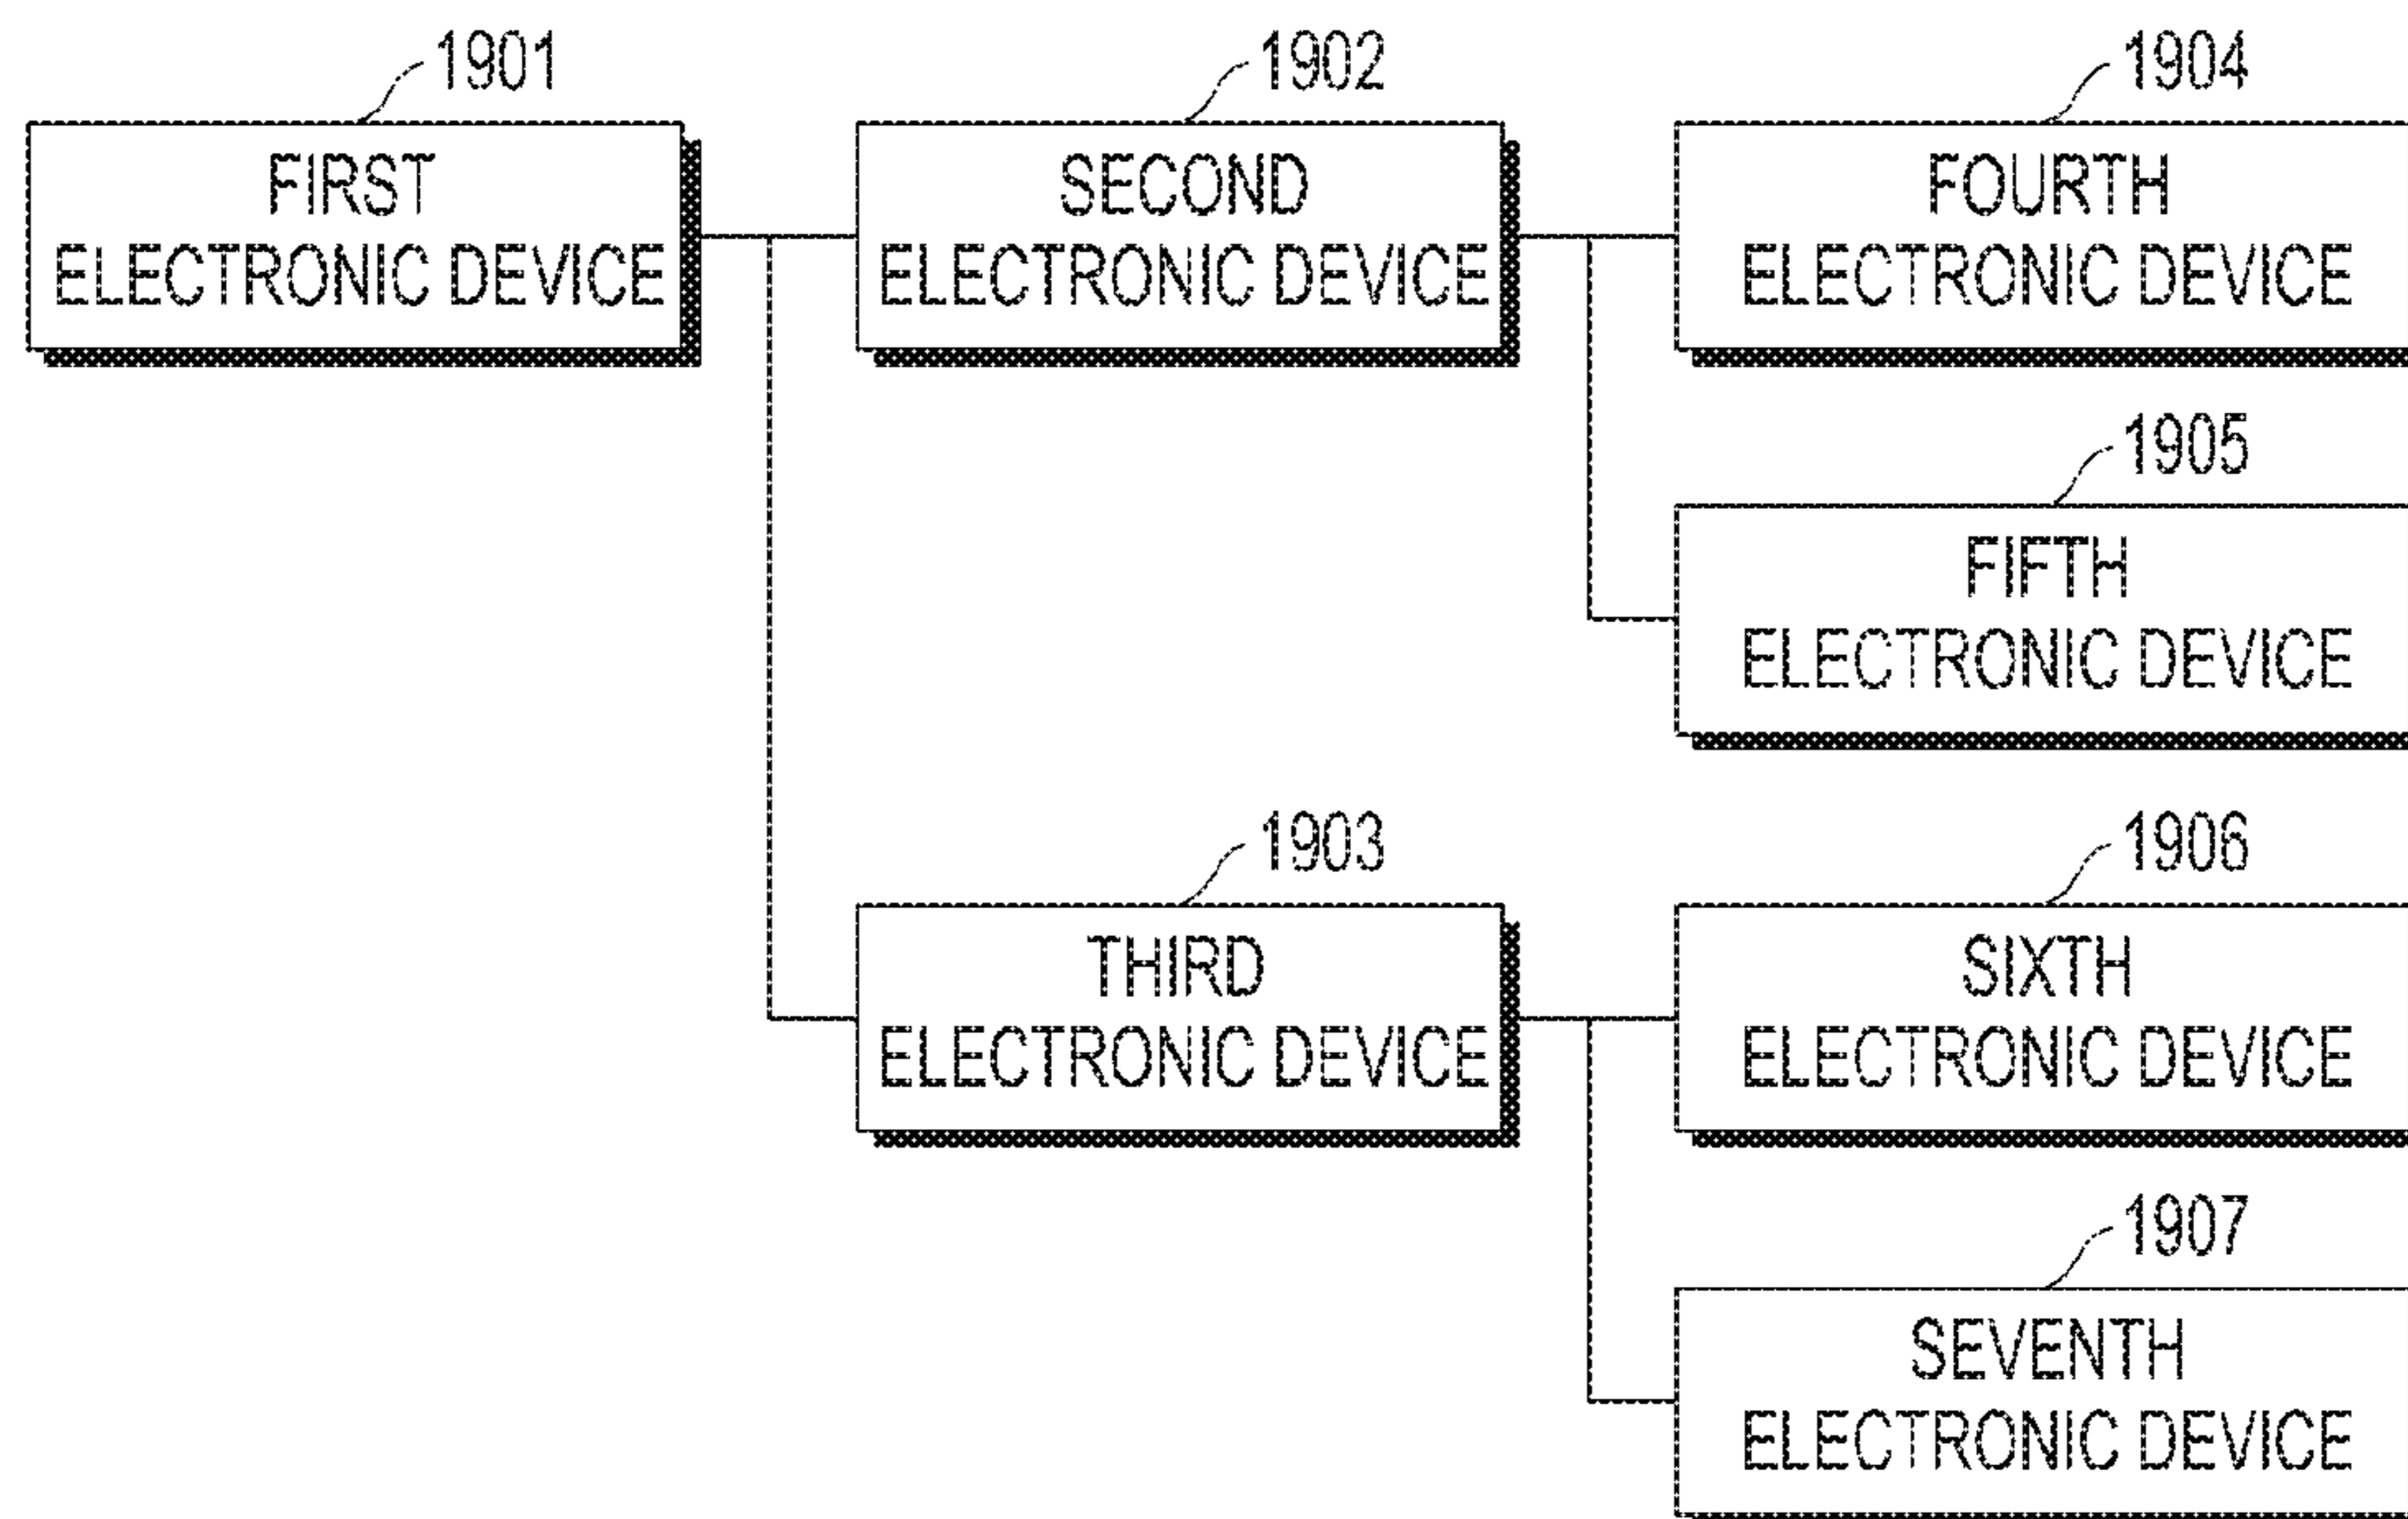 1901
FIRST
ELECTRONIC DEVICE
1902
SECOND
ELECTRONIC DEVICE
1904
FOURTH
ELECTRONIC DEVICE
1905
FIFTH
ELECTRONIC DEVICE
1903
THIRD
ELECTRONIC DEVICE
1906
SIXTH
ELECTRONIC DEVICE
1907
SEVENTH
ELECTRONIC DEVICE